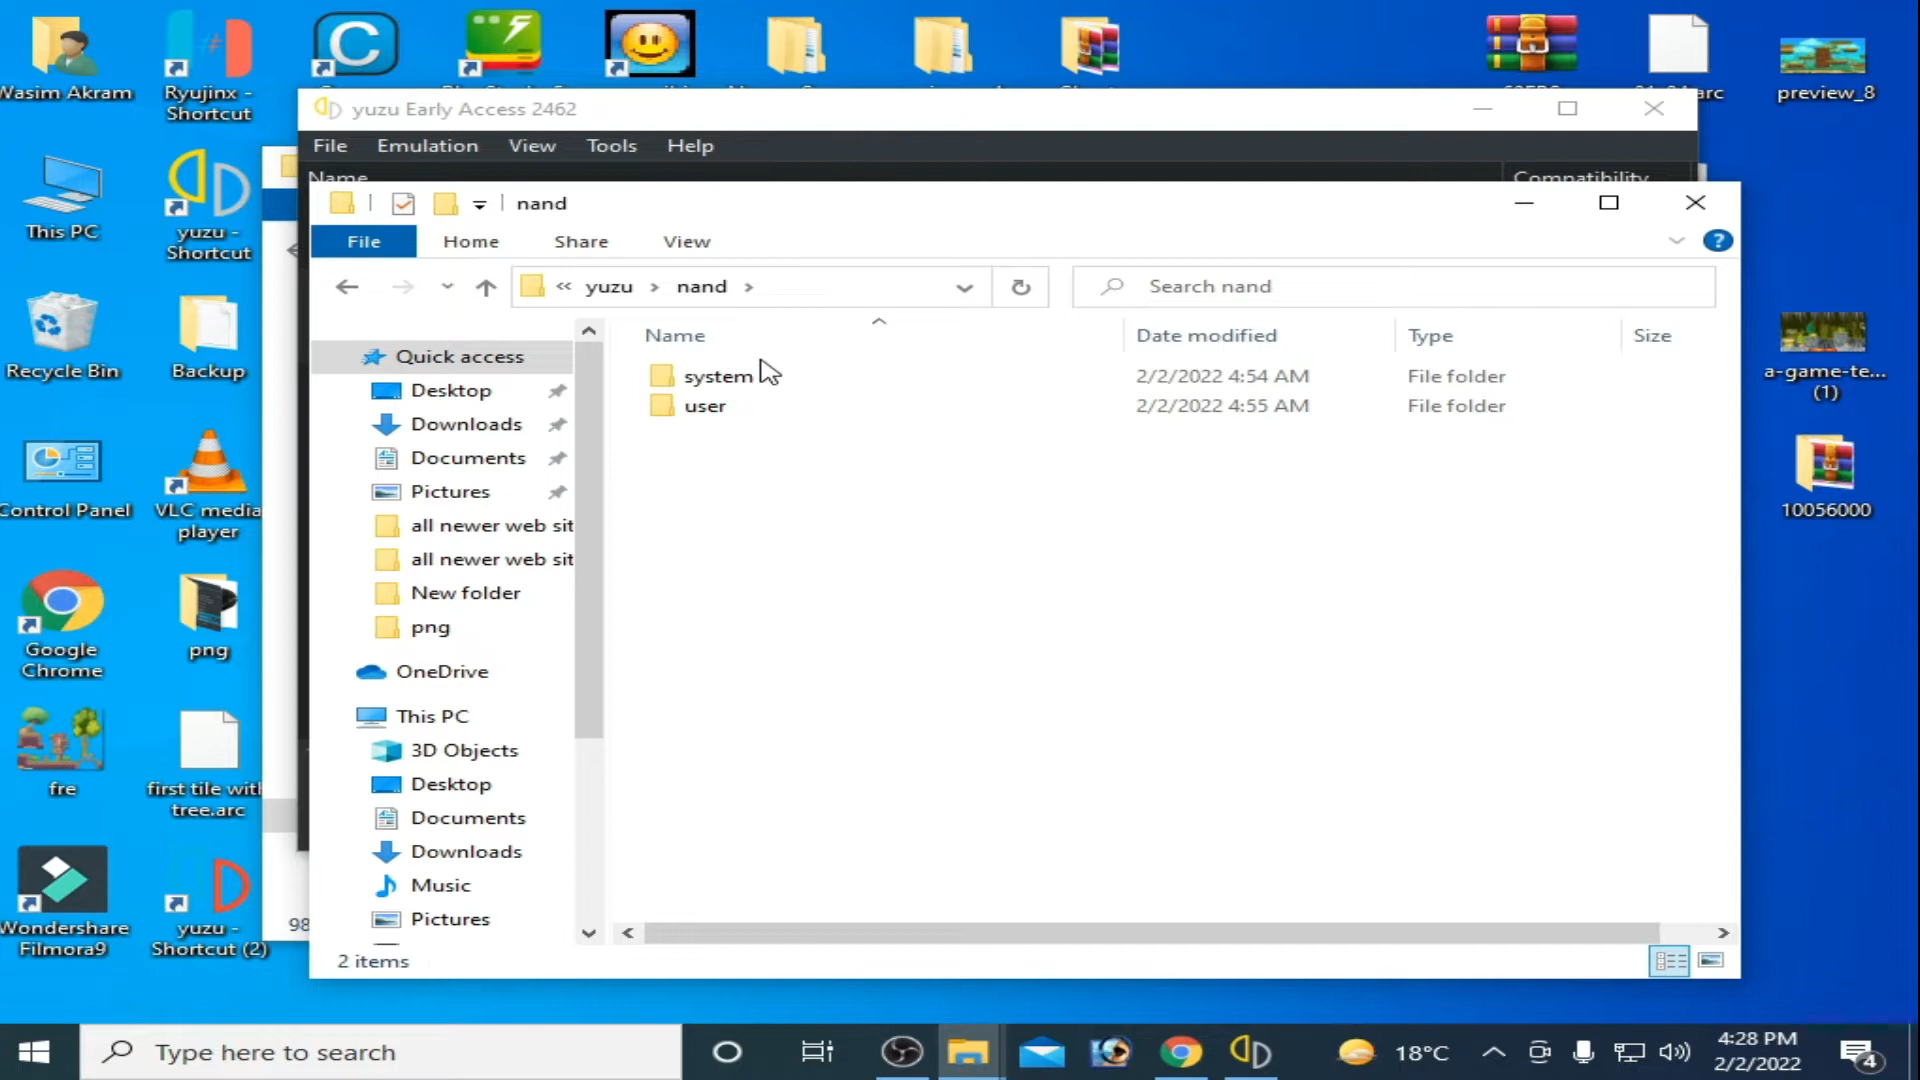 Wasim Akram
Ryujinx -
Shortcut
preview_8
yuzu Early Access 2462
File
Emulation
View
Tools
Help
Name
Compatibility
This PC
yuzu -
Shortcut
nand
File
Home
Share
View
yuzu
nand
Search nand
Name
Date modified
Type
Size
system
2/2/2022 4:54 AM
File folder
user
2/2/2022 4:55 AM
File folder
Quick access
Desktop
Downloads
Documents
Pictures
all newer web sit
all newer web sit
New folder
png
OneDrive
This PC
3D Objects
Desktop
Documents
Downloads
Music
Pictures
2 items
Recycle Bin
Backup
a-game-te...
(1)
Control Panel
VLC media
player
10056000
Google
Chrome
png
fre
first tile with
tree.arc
Wondershare
Filmora9
yuzu -
Shortcut (2)
98
Type here to search
18°C
4:28 PM
2/2/2022
4